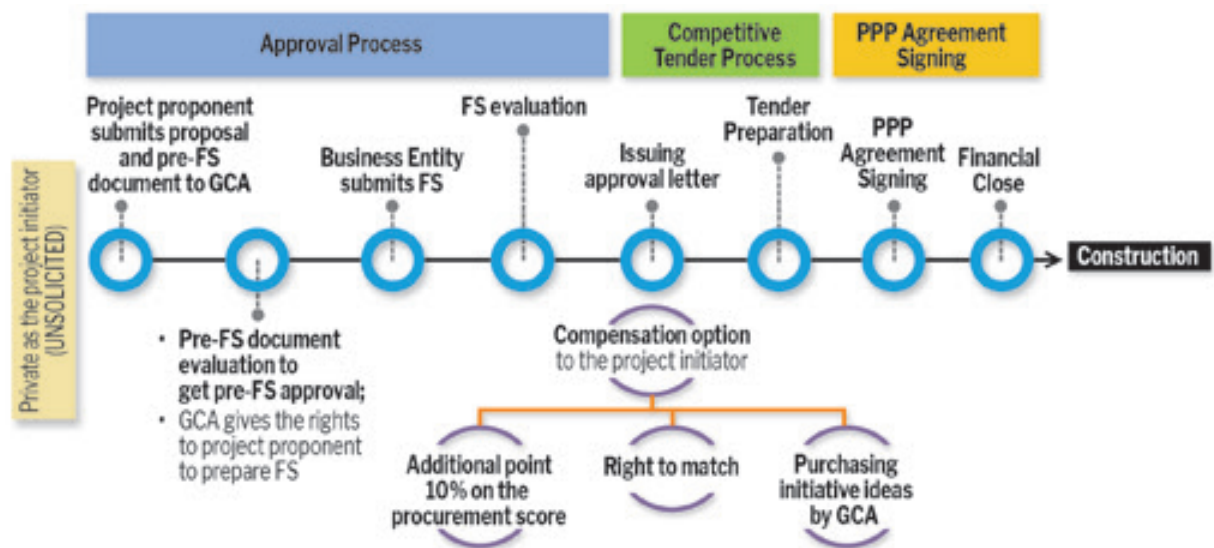 Approval Process
Competitive
Tender Process
PPP Agreement
Signing
Private as the project initiator
(UNSOLICITED)
Project proponent
submits proposal
and pre-FS
document to GCA
Business Entity
submits FS
FS evaluation
Issuing
approval letter
Tender
Preparation
PPP
Agreement
Signing
Financial
Close
Construction
• Pre-FS document
evaluation to
get pre-FS approval;
• GCA gives the rights
to project proponent
to prepare FS
Compensation option
to the project initiator
Additional point
10% on the
procurement score
Right to match
Purchasing
initiative ideas
by GCA